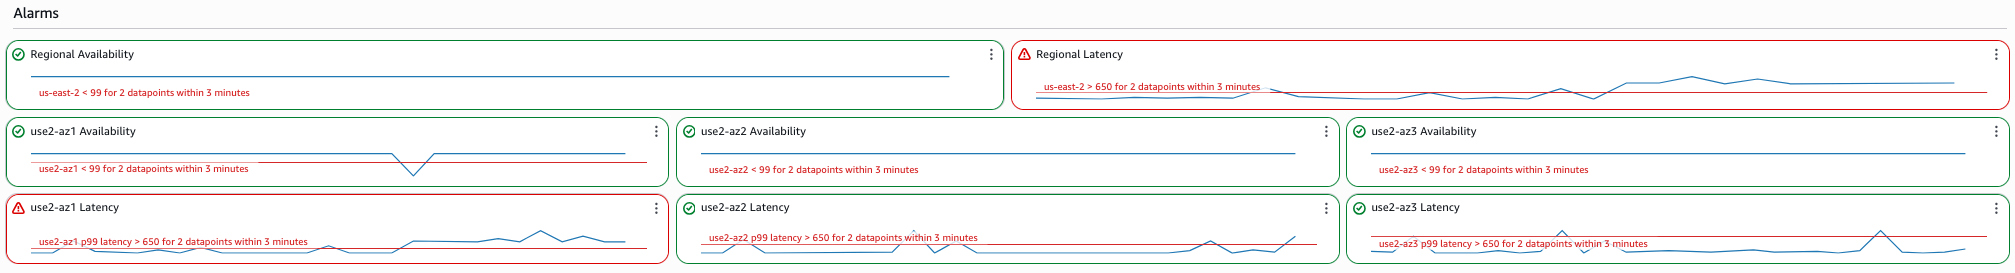 Alarms
Regional Availability
us-east-2 < 99 for 2 datapoints within 3 minutes
Regional Latency
us-east-2 > 650 for 2 datapoints within 3 minutes
use2-az1 Availability
use2-az1 < 99 for 2 datapoints within 3 minutes
use2-az2 Availability
use2-az2 < 99 for 2 datapoints within 3 minutes
use2-az3 Availability
use2-az3 < 99 for 2 datapoints within 3 minutes
use2-az1 Latency
use2-az1 p99 latency > 650 for 2 datapoints within 3 minutes
use2-az2 Latency
use2-az2 p99 latency > 650 for 2 datapoints within 3 minutes
use2-az3 Latency
use2-az3 p99 latency > 650 for 2 datapoints within 3 minutes